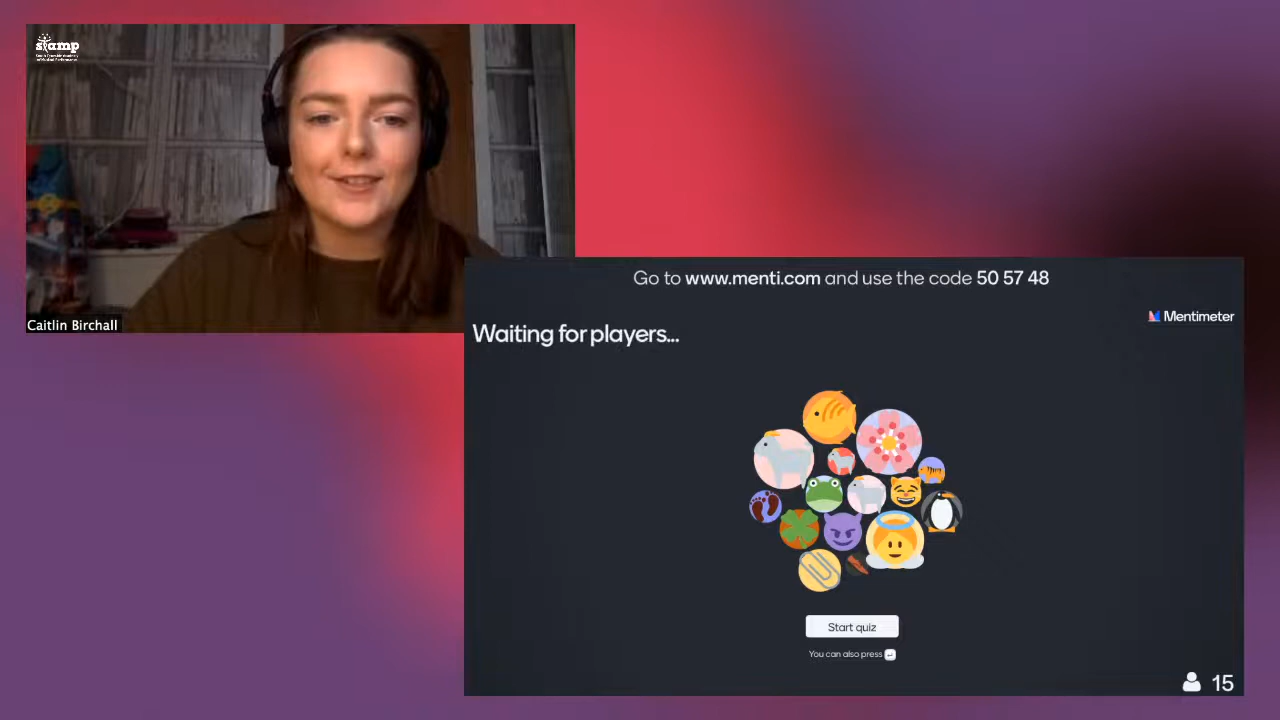 stamp
Caitlin Birchall
Go to www.menti.com and use the code 50 57 48
Mentimeter
Waiting for players...
Start quiz
You can also press
15